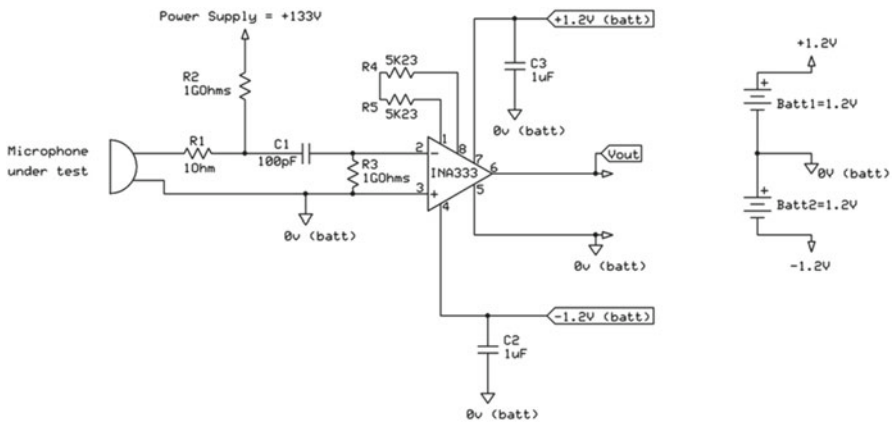 Power Supply = +133V
R2
1GOhms
Microphone
under test
R1
1Ohm
C1
100pF
R3
1GOhms
0v (batt)
R4
5K23
R5
5K23
1
8
7
2
3
4
5
6
INA333
+1.2V (batt)
C3
1uF
0v (batt)
Vout
0v (batt)
-1.2V (batt)
C2
1uF
0v (batt)
+1.2V
+
Batt1=1.2V
0V (batt)
+
Batt2=1.2V
-1.2V